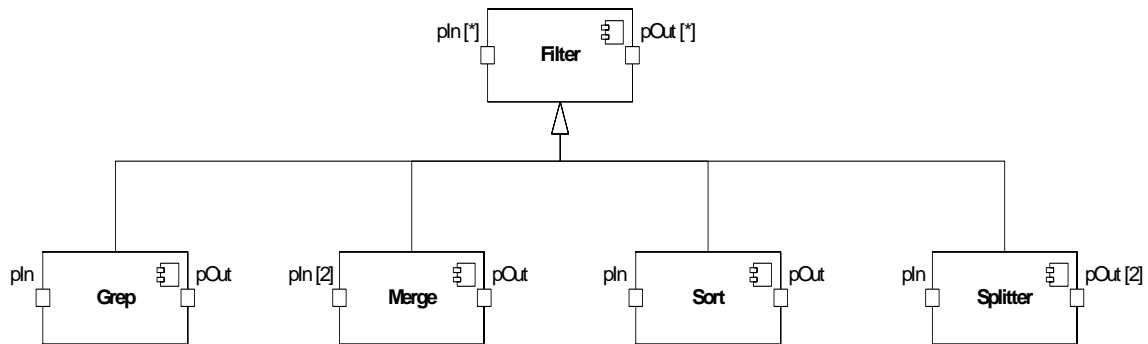 pIn [*] pOut [*]
Filter
pIn pOut pIn [2] pOut pIn pOut pIn pOut [2]
Grep Merge Sort Splitter